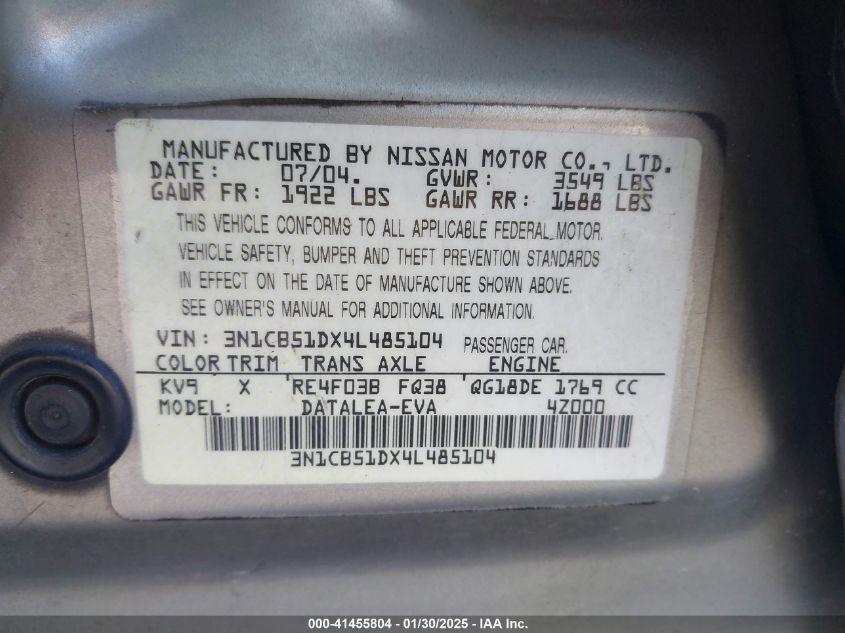 MANUFACTURED BY NISSAN MOTOR CO., LTD.
DATE: 07/04. GVWR: 3549 LBS
GAWR FR: 1922 LBS GAWR RR: 1688 LBS
THIS VEHICLE CONFORMS TO ALL APPLICABLE FEDERAL MOTOR
VEHICLE SAFETY, BUMPER AND THEFT PREVENTION STANDARDS
IN EFFECT ON THE DATE OF MANUFACTURE SHOWN ABOVE.
SEE OWNER'S MANUAL FOR ADDITIONAL INFORMATION.
VIN: 3N1CB51DX4L485104 PASSENGER CAR.
COLOR TRIM TRANS AXLE ENGINE
KV9 X RE4F03B FQ38 QG18DE 1769 CC
MODEL: DATALEA-EVA 4Z000
3N1CB51DX4L485104
000-41455804 - 01/30/2025 - IAA Inc.